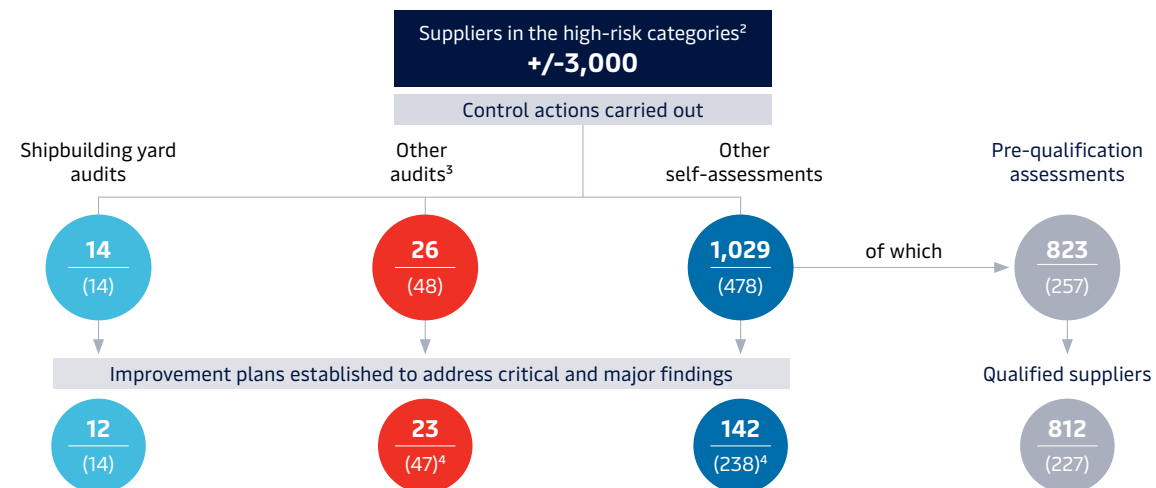 Suppliers in the high-risk categories²
+/-3,000
Control actions carried out
Shipbuilding yard
audits
Other
audits³
Other
self-assessments
Pre-qualification
assessments
14
(14)
26
(48)
1,029
(478)
of which
823
(257)
Improvement plans established to address critical and major findings
Qualified suppliers
12
(14)
23
(47)⁴
142
(238)⁴
812
(227)